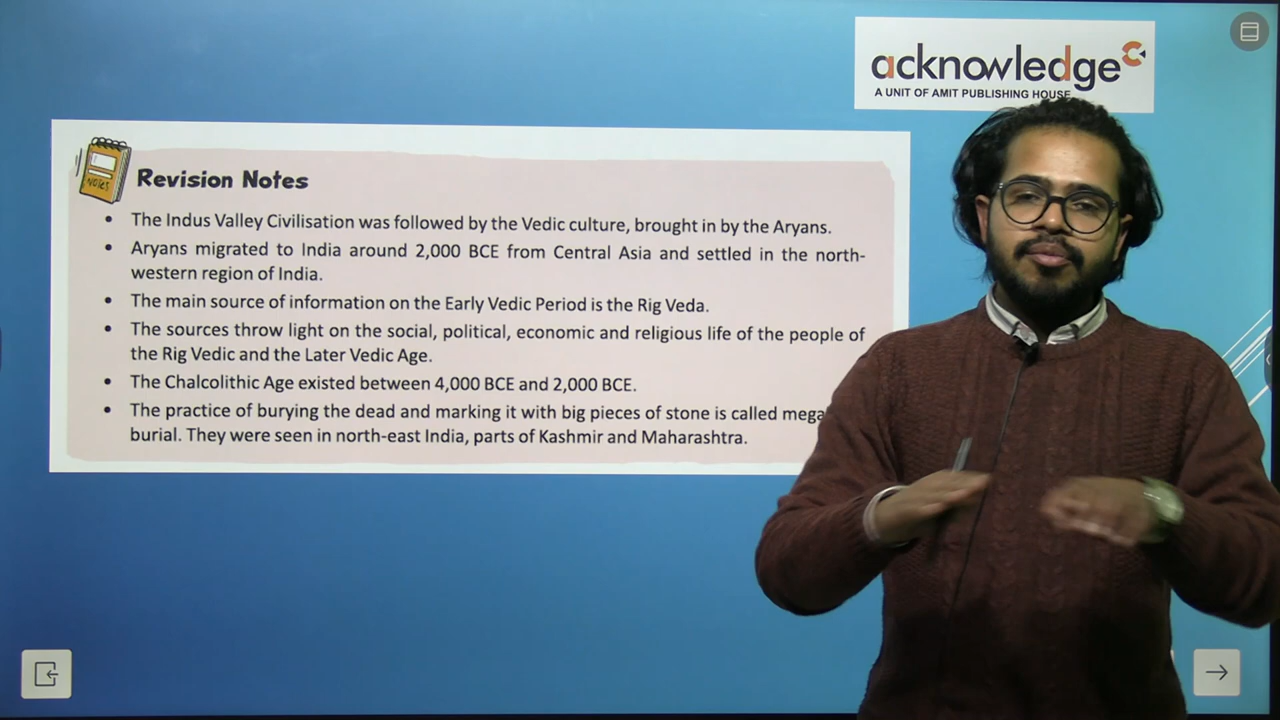 acknowledge
A UNIT OF AMIT PUBLISHING HOUSE
NOTES
Revision Notes
• The Indus Valley Civilisation was followed by the Vedic culture, brought in by the Aryans.
• Aryans migrated to India around 2,000 BCE from Central Asia and settled in the north-
western region of India.
• The main source of information on the Early Vedic Period is the Rig Veda.
• The sources throw light on the social, political, economic and religious life of the people of
the Rig Vedic and the Later Vedic Age.
• The Chalcolithic Age existed between 4,000 BCE and 2,000 BCE.
• The practice of burying the dead and marking it with big pieces of stone is called mega
burial. They were seen in north-east India, parts of Kashmir and Maharashtra.